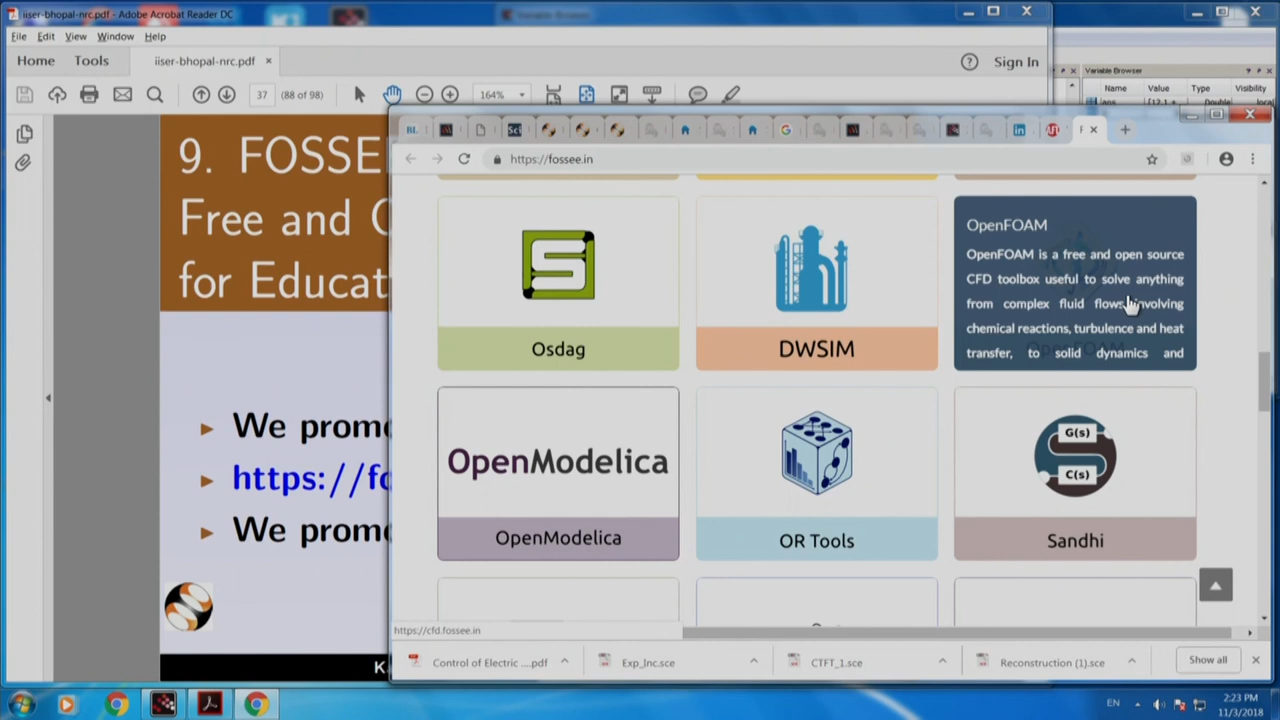 iiser-bhopal-nrc.pdf - Adobe Acrobat Reader DC
File Edit View Window Help
Home Tools iiser-bhopal-nrc.pdf × Sign In
37 (88 of 98) 164%
Variable Browser
Name Value Type Visibility
9. FOSSE
Free and
for Educat
We prom
https://fo
We prom
https://fossee.in
OpenFOAM
OpenFOAM is a free and open source
CFD toolbox useful to solve anything
from complex fluid flows involving
chemical reactions, turbulence and heat
transfer, to solid dynamics and
Osdag
DWSIM
OpenModelica
G(s)
C(s)
OpenModelica
OR Tools
Sandhi
https://cfd.fossee.in
Control of Electric ....pdf
Exp_Inc.sce
CTFT_1.sce
Reconstruction (1).sce
Show all
EN
2:23 PM
11/3/2018